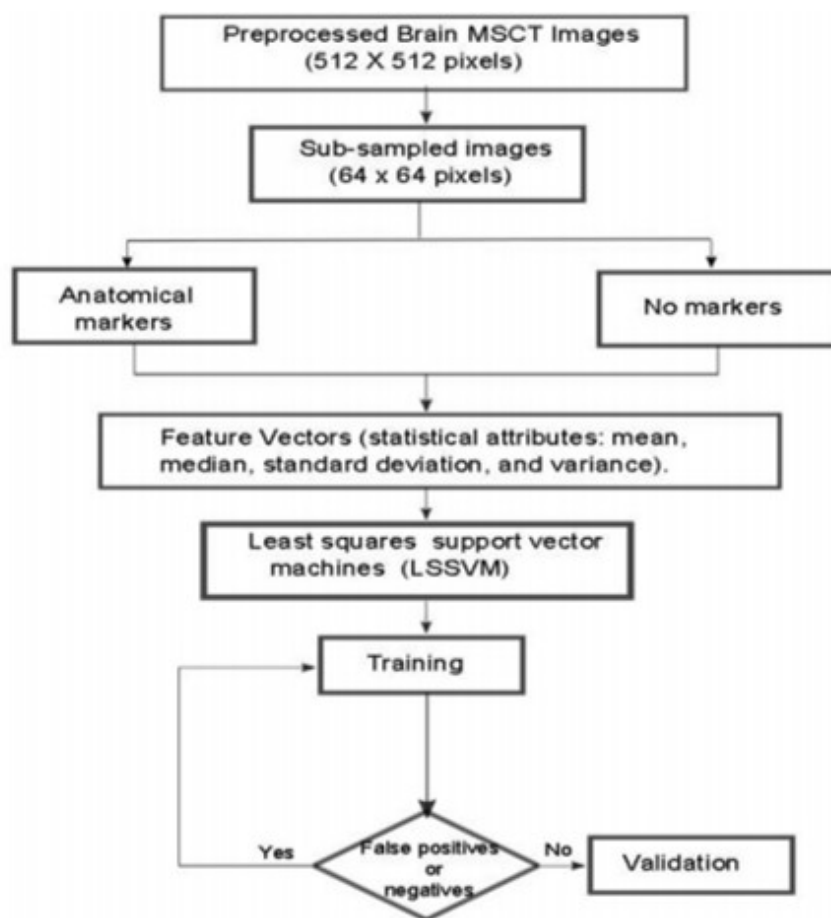 Preprocessed Brain MSCT Images
(512 X 512 pixels)
Sub-sampled images
(64 x 64 pixels)
Anatomical
markers
No markers
Feature Vectors (statistical attributes: mean,
median, standard deviation, and variance).
Least squares support vector
machines (LSSVM)
Training
False positives
or
negatives
Yes
No
Validation